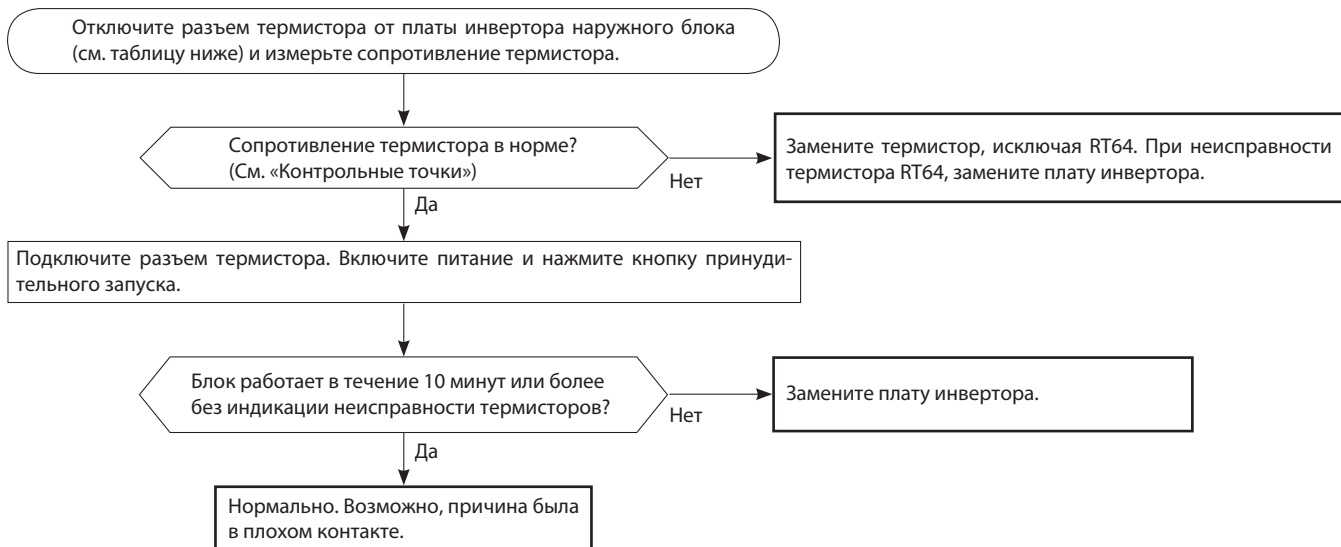 Отключите разъем термистора от платы инвертора наружного блока
(см. таблицу ниже) и измерьте сопротивление термистора.
Сопротивление термистора в норме?
(См. «Контрольные точки»)
Нет
Замените термистор, исключая RT64. При неисправности
термистора RT64, замените плату инвертора.
Да
Подключите разъем термистора. Включите питание и нажмите кнопку принуди-
тельного запуска.
Блок работает в течение 10 минут или более
без индикации неисправности термисторов?
Нет
Замените плату инвертора.
Да
Нормально. Возможно, причина была
в плохом контакте.